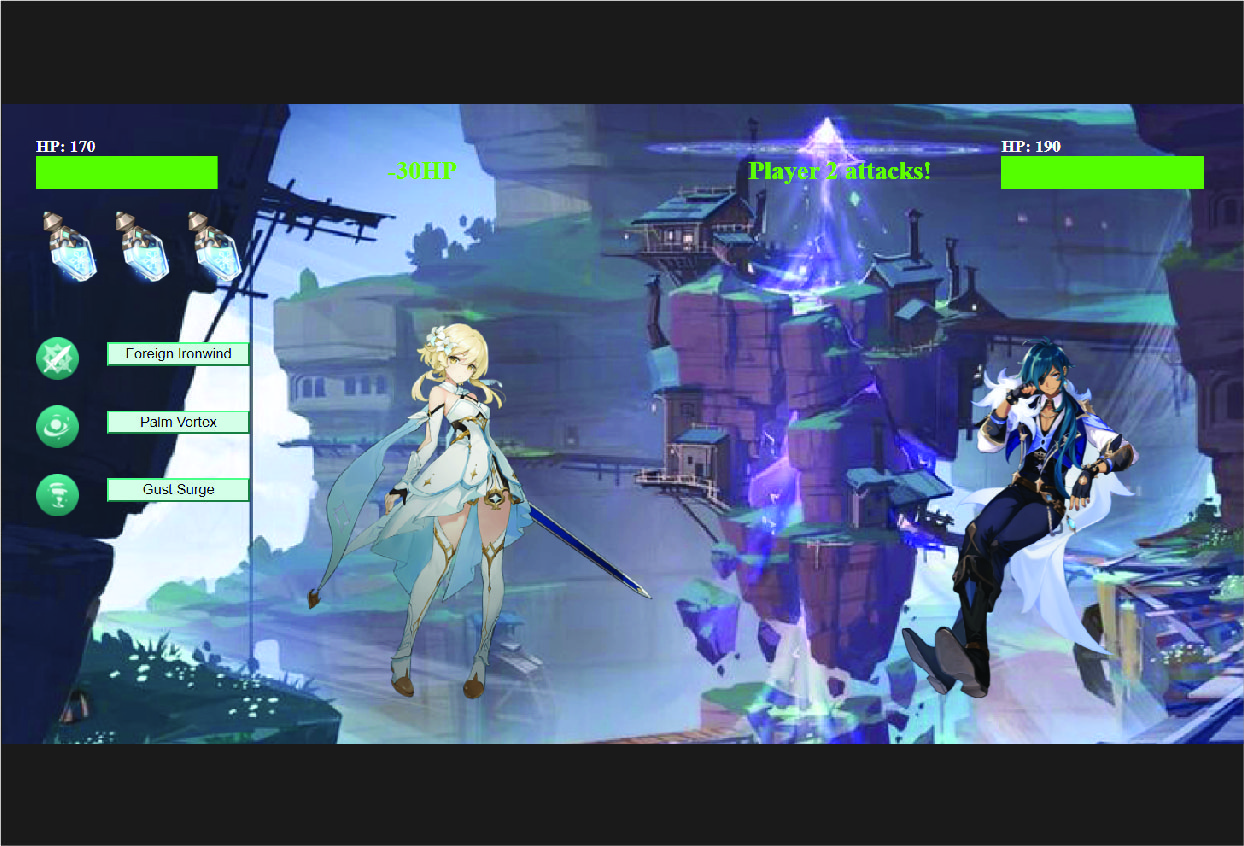 HP: 170
-30HP
Player 2 attacks!
HP: 190
Foreign Ironwind
Palm Vortex
Gust Surge